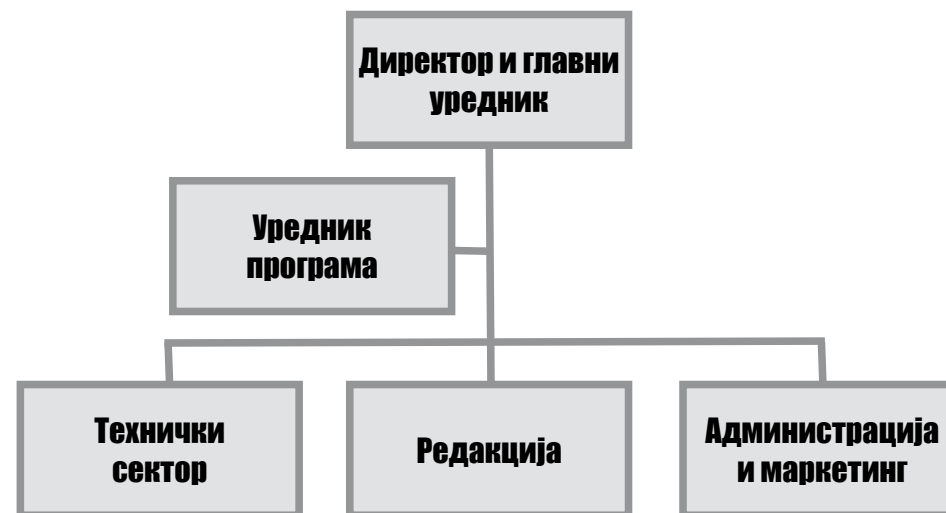 Директор и главни
уредник
Уредник
програма
Технички
сектор
Редакција
Администрација
и маркетинг